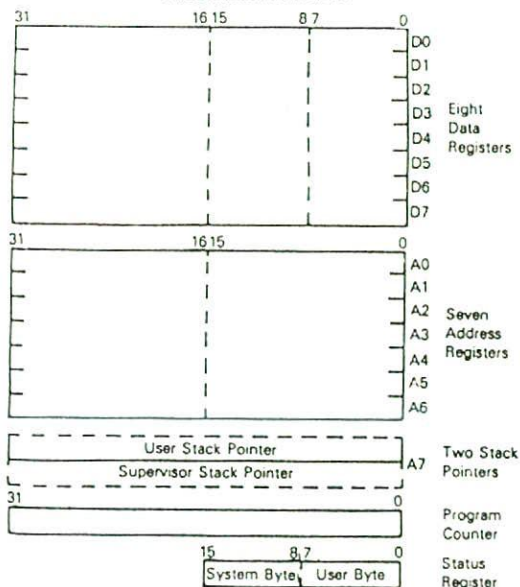 31 16 15 8 7 0
D0
D1
D2
D3
D4
D5
D6
D7
Eight
Data
Registers
31 16 15 0
A0
A1
A2
A3
A4
A5
A6
Seven
Address
Registers
User Stack Pointer
Supervisor Stack Pointer
A7
Two Stack
Pointers
31 0
Program
Counter
15 8 7 0
System Byte User Byte
Status
Register